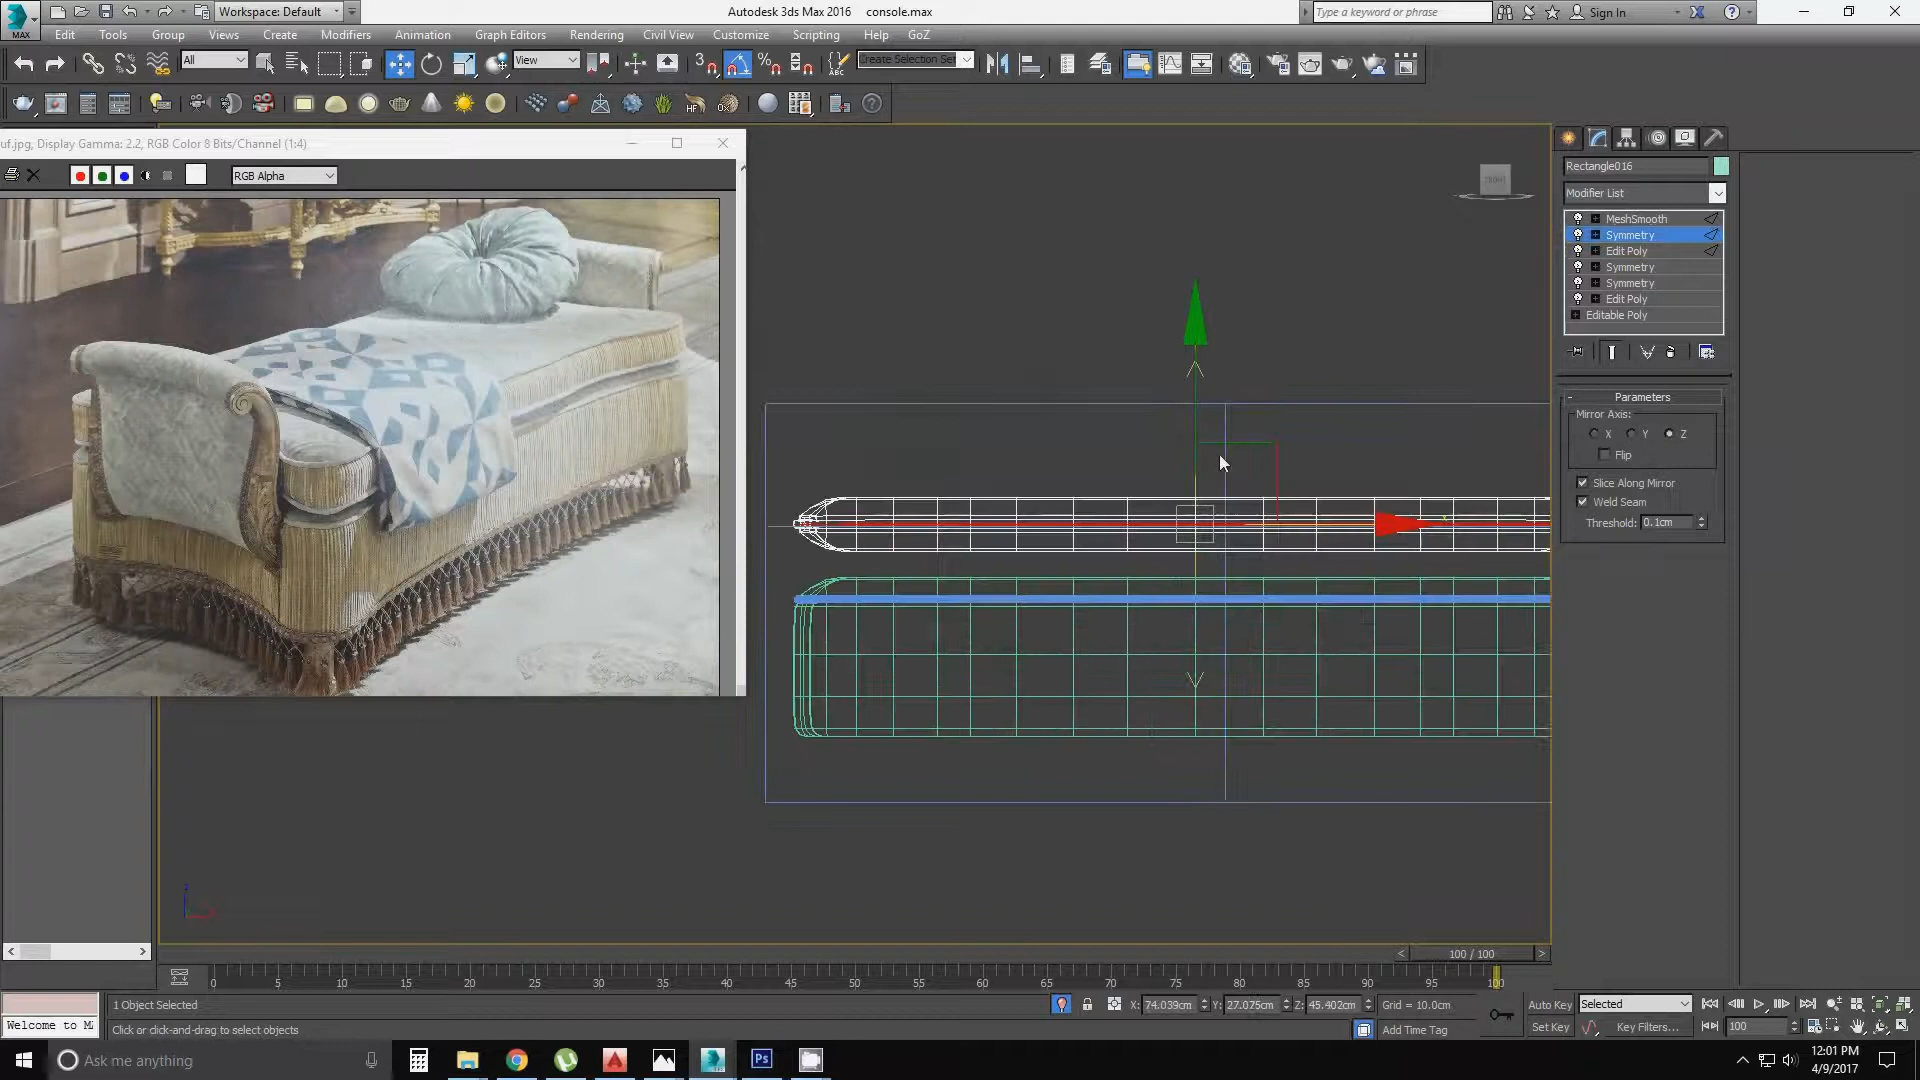 Workspace: Default
Autodesk 3ds Max 2016    console.max
Type a keyword or phrase
Sign In
MAX
Edit
Tools
Group
Views
Create
Modifiers
Animation
Graph Editors
Rendering
Civil View
Customize
Scripting
Help
GoZ
All
View
3
ABC
Create Selection Set
HF
uf.jpg, Display Gamma: 2.2, RGB Color 8 Bits/Channel (1:4)
RGB Alpha
FRONT
Rectangle016
Modifier List
MeshSmooth
Symmetry
Edit Poly
Symmetry
Symmetry
Edit Poly
Editable Poly
Parameters
Mirror Axis:
X
Y
Z
Flip
Slice Along Mirror
Weld Seam
Threshold: 0.1cm
100 / 100
0
5
10
15
20
25
30
35
40
45
50
55
60
65
70
75
80
85
90
95
100
1 Object Selected
X: 74.039cm
Y: 27.075cm
Z: 45.402cm
Grid = 10.0cm
Auto Key
Selected
Welcome to M
Click or click-and-drag to select objects
Add Time Tag
Set Key
Key Filters...
100
Ask me anything
Ps
12:01 PM
4/9/2017